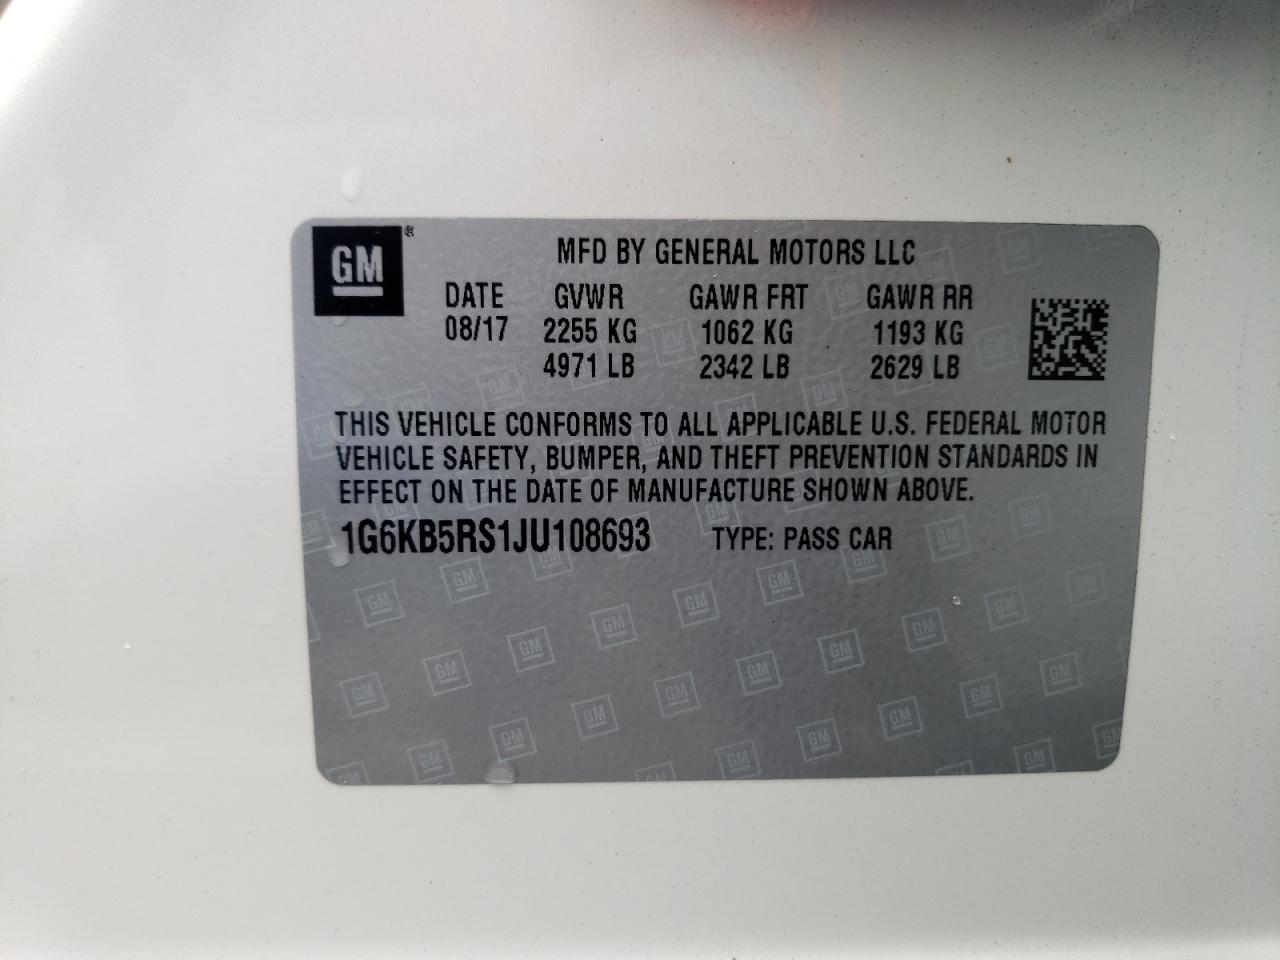 GM ®
MFD BY GENERAL MOTORS LLC
DATE GVWR GAWR FRT GAWR RR
08/17 2255 KG 1062 KG 1193 KG
4971 LB 2342 LB 2629 LB
THIS VEHICLE CONFORMS TO ALL APPLICABLE U.S. FEDERAL MOTOR
VEHICLE SAFETY, BUMPER, AND THEFT PREVENTION STANDARDS IN
EFFECT ON THE DATE OF MANUFACTURE SHOWN ABOVE.
1G6KB5RS1JU108693 TYPE: PASS CAR